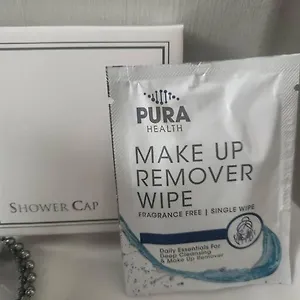 PURA
HEALTH
MAKE UP
REMOVER
WIPE
FRAGRANCE FREE | SINGLE WIPE
Daily Essentials For
Deep Cleansing
& Make Up Remover
SHOWER CAP